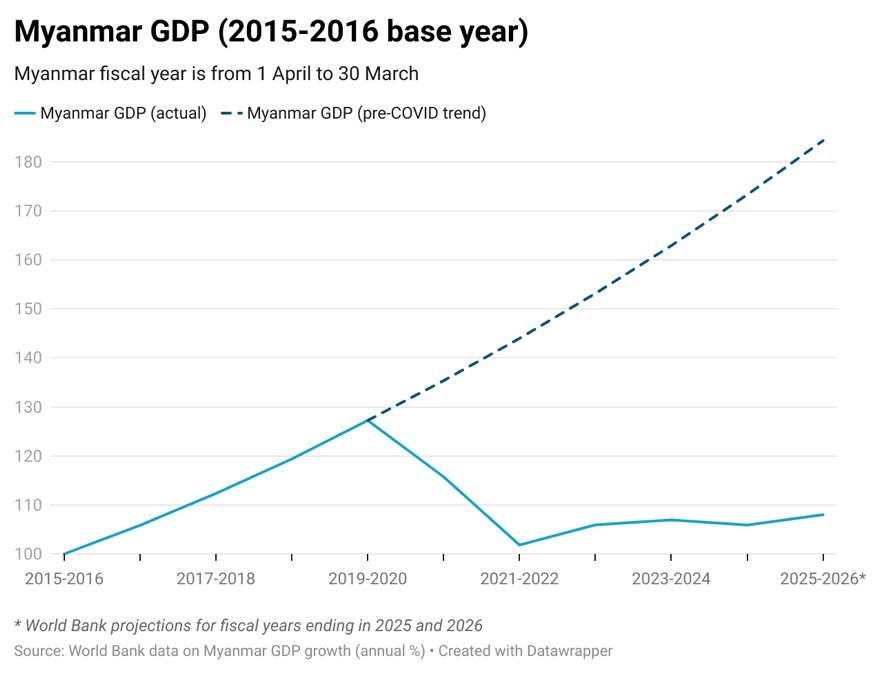 Myanmar GDP (2015-2016 base year)
Myanmar fiscal year is from 1 April to 30 March
Myanmar GDP (actual) Myanmar GDP (pre-COVID trend)
180
170
160
150
140
130
120
110
100
2015-2016 2017-2018 2019-2020 2021-2022 2023-2024 2025-2026*
* World Bank projections for fiscal years ending in 2025 and 2026
Source: World Bank data on Myanmar GDP growth (annual %) • Created with Datawrapper